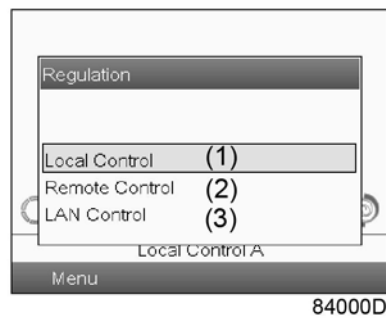 Regulation
Local Control (1)
Remote Control (2)
LAN Control (3)
Local Control A
Menu
84000D